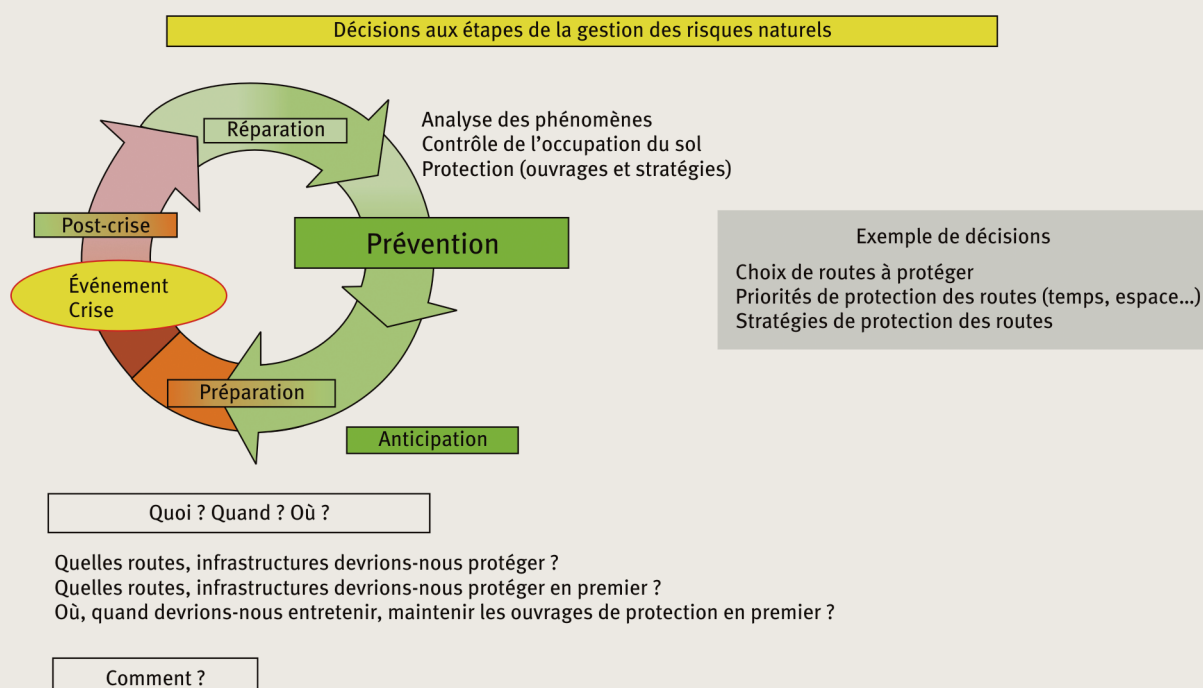 Décisions aux étapes de la gestion des risques naturels
Réparation
Analyse des phénomènes
Contrôle de l'occupation du sol
Protection (ouvrages et stratégies)
Post-crise
Prévention
Événement
Crise
Exemple de décisions
Choix de routes à protéger
Priorités de protection des routes (temps, espace...)
Stratégies de protection des routes
Préparation
Anticipation
Quoi ? Quand ? Où ?
Quelles routes, infrastructures devrions-nous protéger ?
Quelles routes, infrastructures devrions-nous protéger en premier ?
Où, quand devrions-nous entretenir, maintenir les ouvrages de protection en premier ?
Comment ?